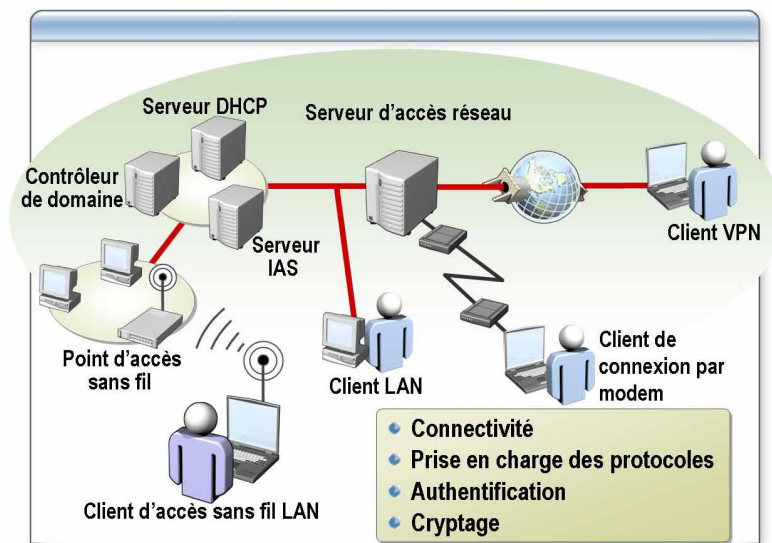 Serveur DHCP
Serveur d'accès réseau
Contrôleur
de domaine
Serveur
IAS
Client VPN
Point d'accès
sans fil
Client LAN
Client de
connexion par
modem
Client d'accès sans fil LAN
Connectivité
Prise en charge des protocoles
Authentification
Cryptage